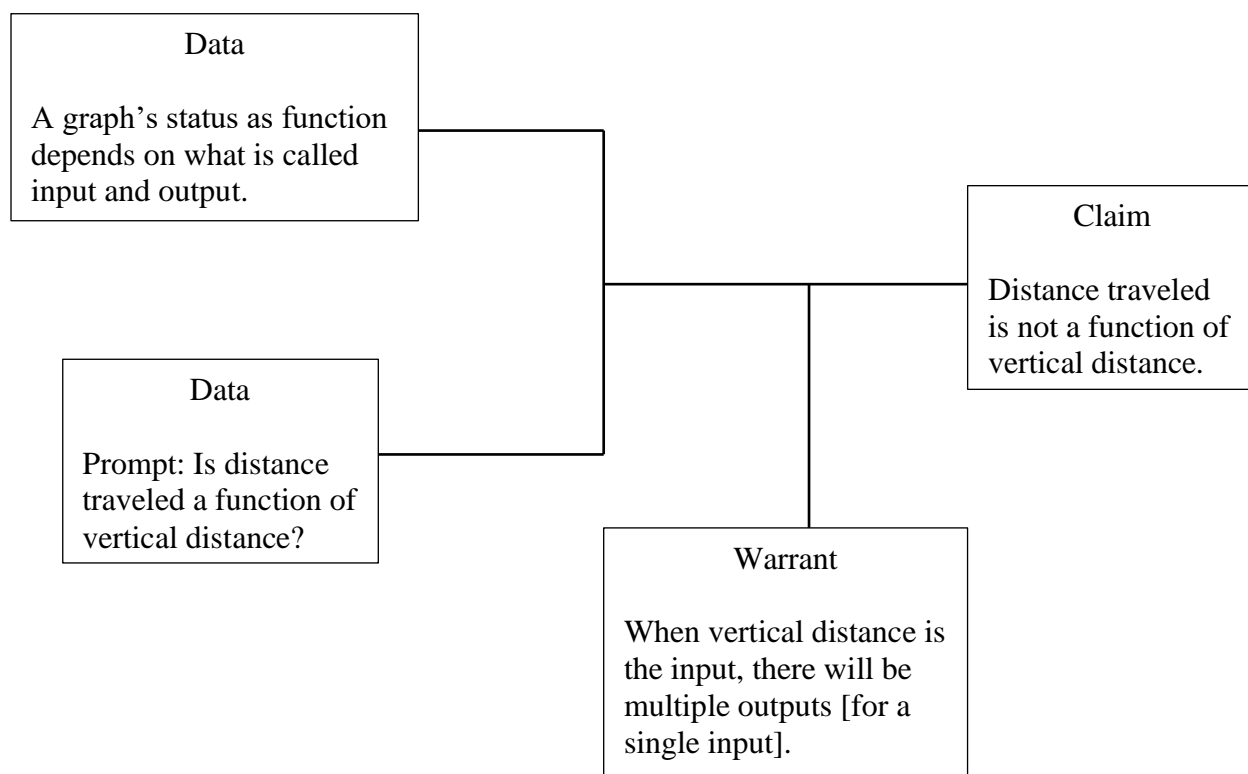 Data
A graph’s status as function
depends on what is called
input and output.
Data
Prompt: Is distance
traveled a function of
vertical distance?
Claim
Distance traveled
is not a function of
vertical distance.
Warrant
When vertical distance is
the input, there will be
multiple outputs [for a
single input].